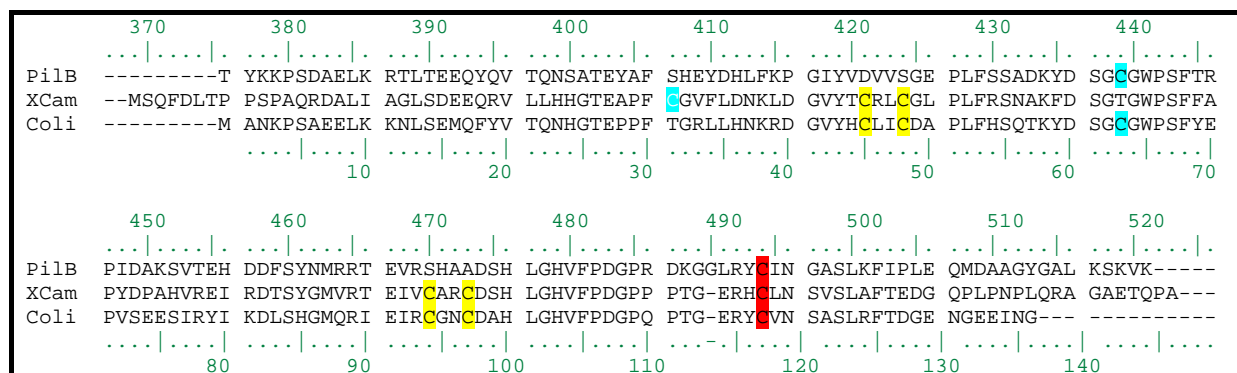 370 380 390 400 410 420 430 440
...|....|. ....|....|. ....|....|. ....|....|. ....|....|. ....|....|. ....|....|. ....|....|.
PilB ---------T YKKPSDAELK RTLTEEQYQV TQNSATEYAF SHEYDHLFKP GIYVDVVSGE PLFSSADKYD SGCGWPSFTR
XCam --MSQFDLTP PSPAQRDALI AGLSDEEQRV LLHHGTEAPF CGVFLDNKLD GVYTCRLCGL PLFRSNAKFD SGTGWPSFFA
Coli ---------M ANKPSAEELK KNLSEMQFYV TQNHGTEPPF TGRLLHNKRD GVYHCLICDA PLFHSQTKYD SGCGWPSFYE
....|....| ....|....| ....|....| ....|....| ....|....| ....|....| ....|....|
10 20 30 40 50 60 70
450 460 470 480 490 500 510 520
...|....|. ....|....|. ....|....|. ....|....|. ....|....|. ....|....|. ....|....|. ....|....|.
PilB PIDAKSVTEH DDFSYNMRRT EVRSHAADSH LGHVFPDGPR DKGGLRYCIN GASLKFIPLE QMDAAGYGAL KSKVK-----
XCam PYDPAHVREI RDTSYGMVRT EIVCARCDSH LGHVFPDGPP PTG-ERHCLN SVSLAFTEDG QPLPNPLQRA GAETQPA---
Coli PVSEESIRYI KDLSHGMQRI EIRCGNCDAH LGHVFPDGPQ PTG-ERYCVN SASLRFTDGE NGEEING--- ----------
....|....| ....|....| ....|....| ....|....| ...-.|.... |....|.... |....|.... |....|....
80 90 100 110 120 130 140